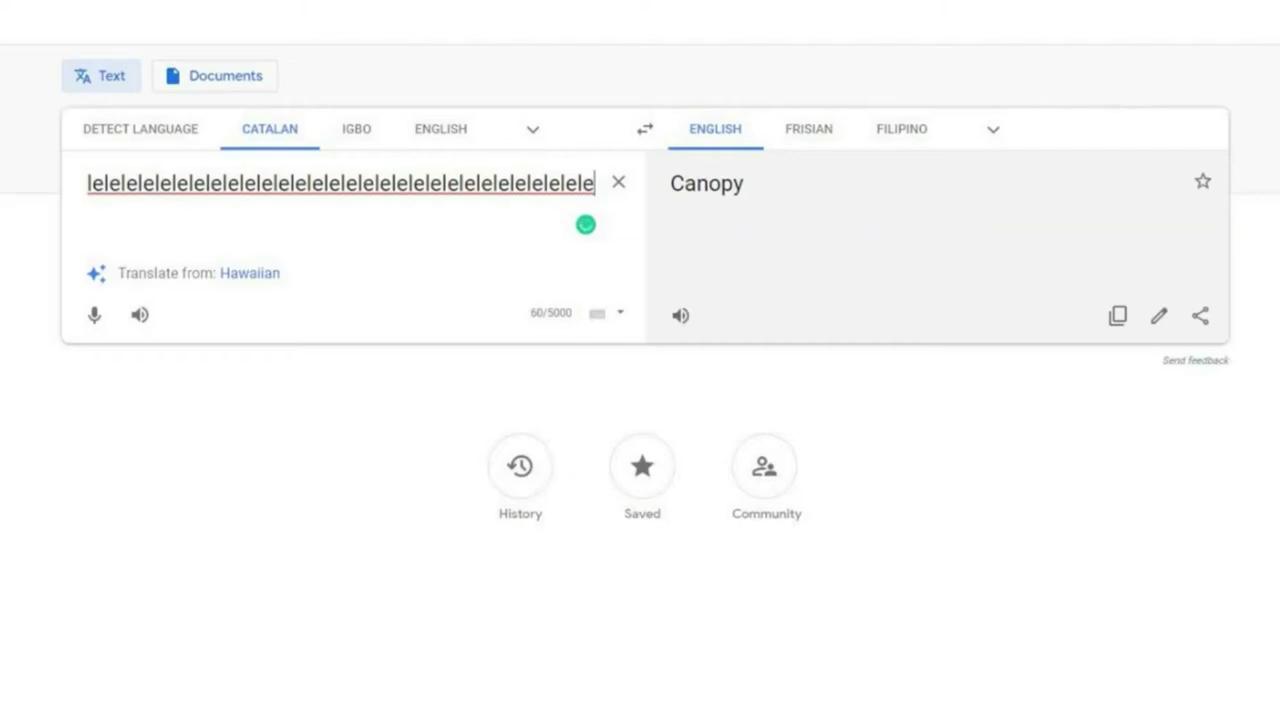 Text Documents
DETECT LANGUAGE CATALAN IGBO ENGLISH ENGLISH FRISIAN FILIPINO
lelelelelelelelelelelelelelelelelelelelelelelelelelelelelele
Canopy
Translate from: Hawaiian
60/5000
Send feedback
History Saved Community